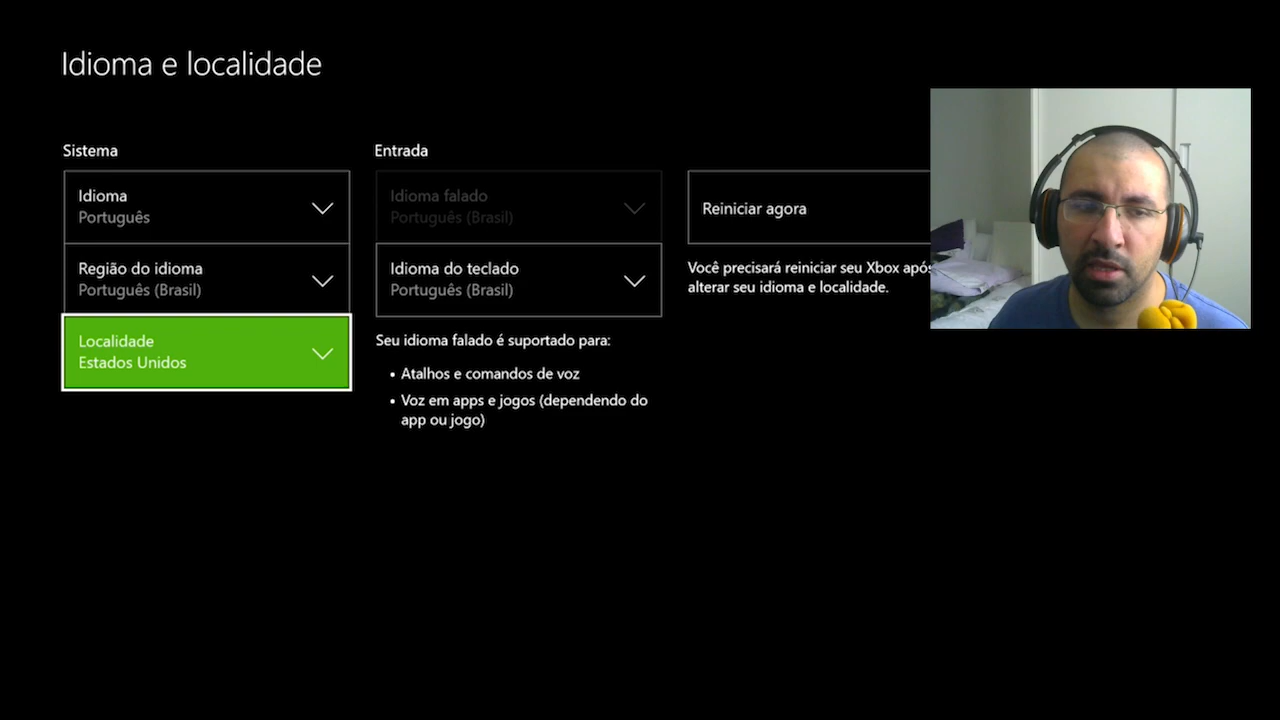 Idioma e localidade
Sistema
Idioma
Português
Região do idioma
Português (Brasil)
Localidade
Estados Unidos
Entrada
Idioma falado
Português (Brasil)
Idioma do teclado
Português (Brasil)
Seu idioma falado é suportado para:
• Atalhos e comandos de voz
• Voz em apps e jogos (dependendo do
app ou jogo)
Reiniciar agora
Você precisará reiniciar seu Xbox após
alterar seu idioma e localidade.